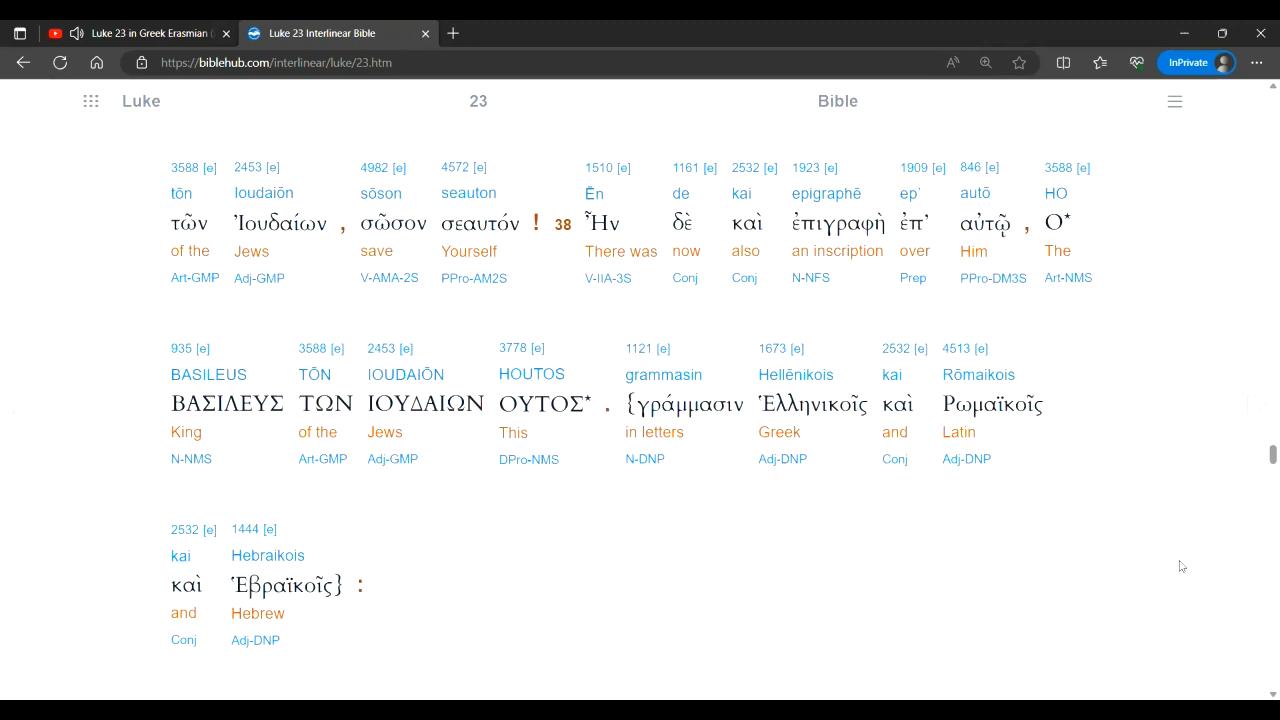 Luke 23 in Greek Erasmian (
Luke 23 Interlinear Bible
https://biblehub.com/interlinear/luke/23.htm
InPrivate
Luke 23 Bible
3588 [e] 2453 [e] 4982 [e] 4572 [e] 1510 [e] 1161 [e] 2532 [e] 1923 [e] 1909 [e] 846 [e] 3588 [e]
tōn Ioudaiōn sōson seauton Ēn de kai epigraphē ep’ autō HO
τῶν Ἰουδαίων , σῶσον σεαυτόν ! 38 Ἦν δὲ καὶ ἐπιγραφὴ ἐπ’ αὐτῷ , Ο*
of the Jews save Yourself There was now also an inscription over Him The
Art-GMP Adj-GMP V-AMA-2S PPro-AM2S V-IIA-3S Conj Conj N-NFS Prep PPro-DM3S Art-NMS
935 [e] 3588 [e] 2453 [e] 3778 [e] 1121 [e] 1673 [e] 2532 [e] 4513 [e]
BASILEUS TŌN IOUDAIŌN HOUTOS grammasin Hellēnikois kai Rōmaikois
ΒΑΣΙΛΕΥΣ ΤΩΝ ΙΟΥΔΑΙΩΝ ΟΥΤΟΣ* . {γράμμασιν Ἑλληνικοῖς καὶ Ρωμαϊκοῖς
King of the Jews This in letters Greek and Latin
N-NMS Art-GMP Adj-GMP DPro-NMS N-DNP Adj-DNP Conj Adj-DNP
2532 [e] 1444 [e]
kai Hebraikois
καὶ Ἑβραϊκοῖς} :
and Hebrew
Conj Adj-DNP